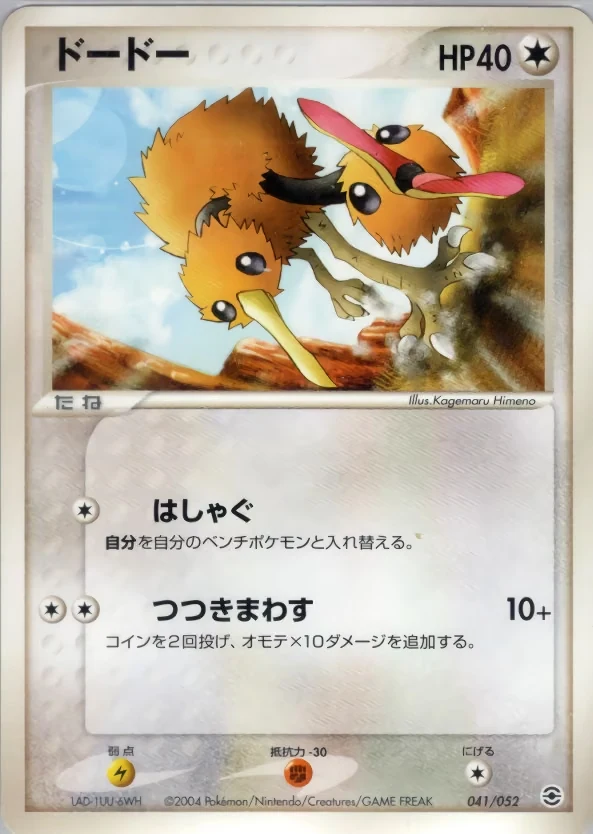 ドードー HP40
たね Illus.Kagemaru Himeno
はしゃぐ
自分を自分のベンチポケモンと入れ替える。
つつきまわす 10+
コインを2回投げ、オモテ×10ダメージを追加する。
弱点 抵抗力 -30 にげる
LAD-1UU-6WH ©2004 Pokémon/Nintendo/Creatures/GAME FREAK 041/052